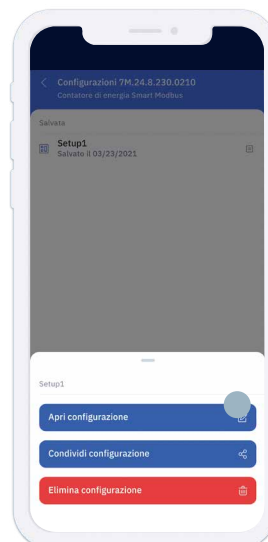 Configurazioni 7M.24.8.230.0210
Contatore di energia Smart Modbus
Salvata
Setup1
Salvato il 03/23/2021
Setup1
Apri configurazione
Condividi configurazione
Elimina configurazione